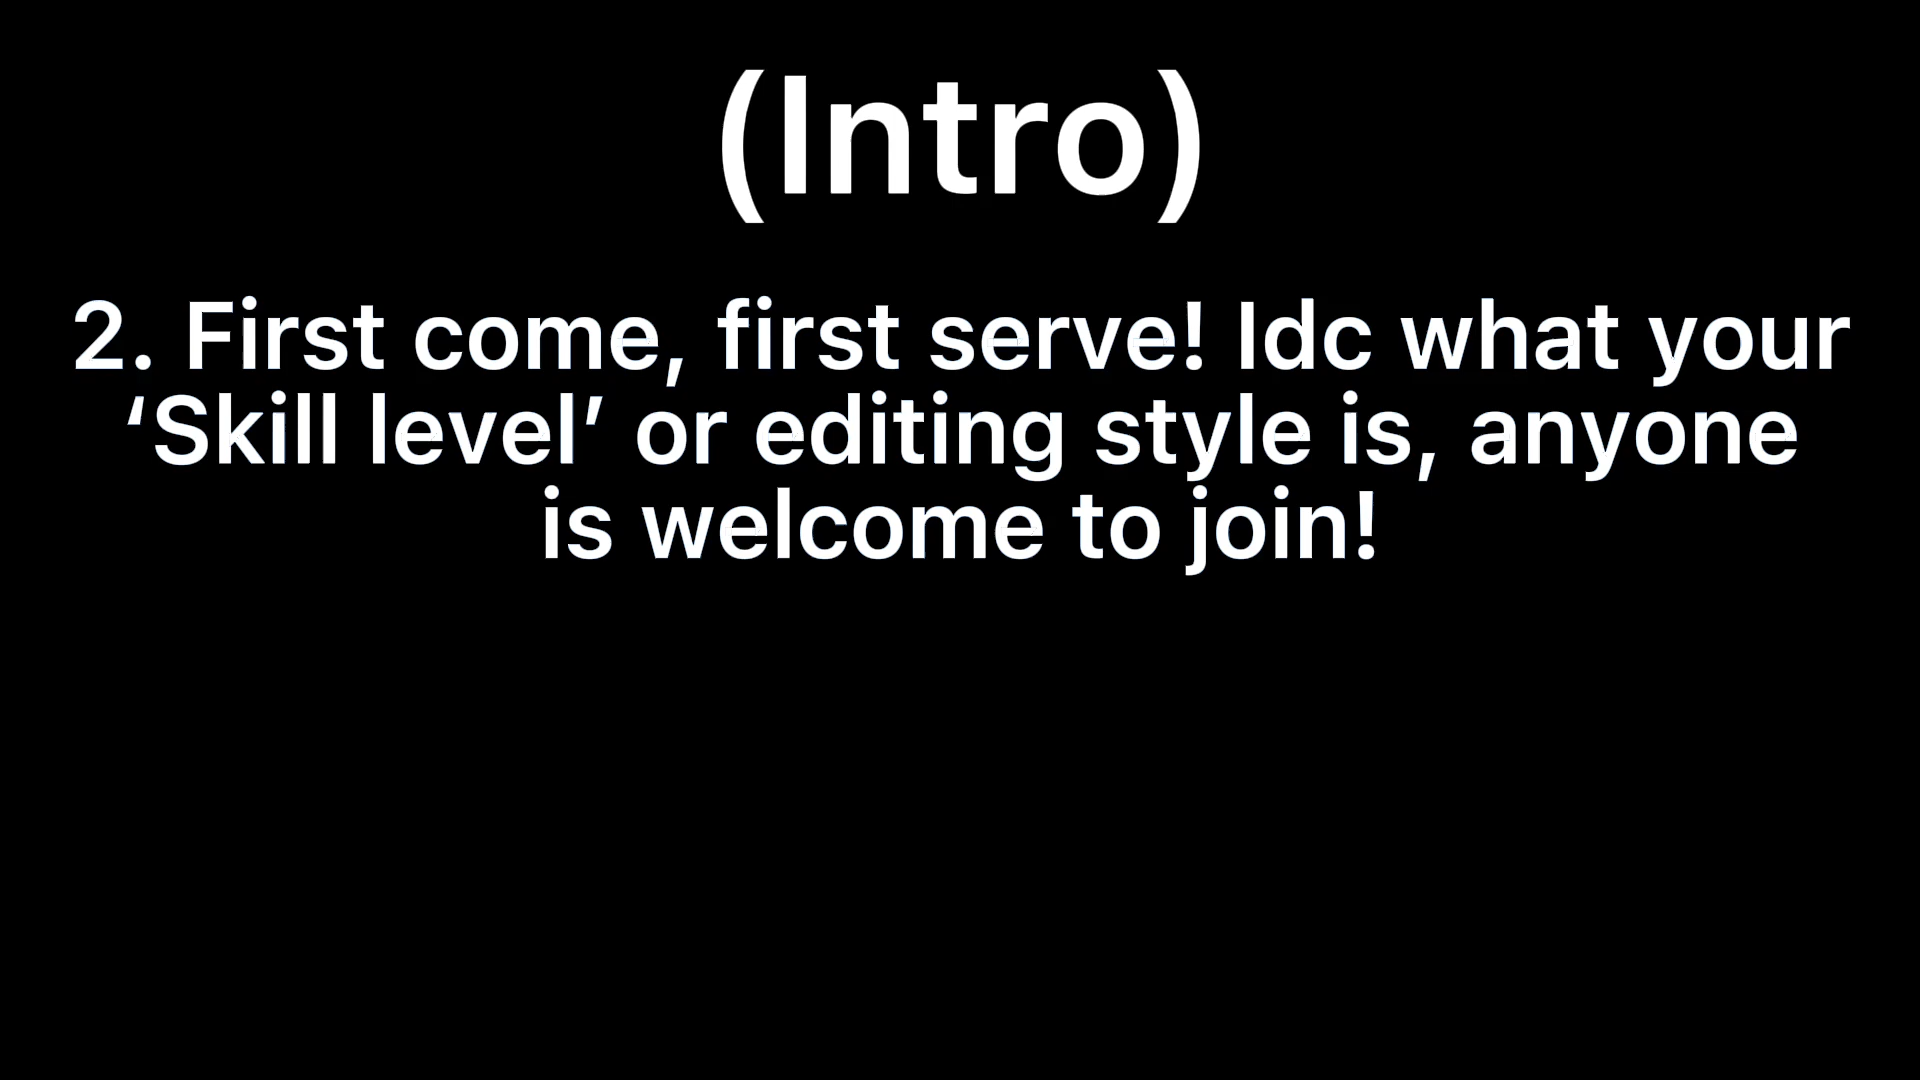 (Intro)
2. First come, first serve! Idc what your
‘Skill level’ or editing style is, anyone
is welcome to join!